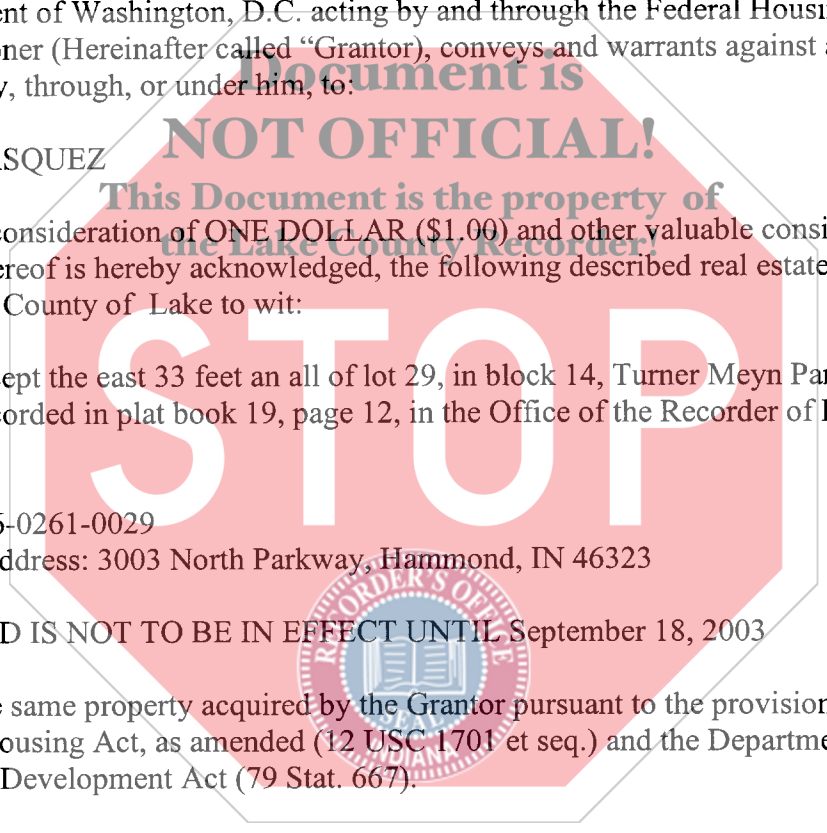 ent of Washington, D.C. acting by and through the Federal Housi
oner (Hereinafter called “Grantor), conveys and warrants against a
y, through, or under him, to:
Document is
NOT OFFICIAL!
ASQUEZ
This Document is the property of
the Lake County Recorder!
consideration of ONE DOLLAR ($1.00) and other valuable consi
ereof is hereby acknowledged, the following described real estate
County of Lake to wit:
STOP
cept the east 33 feet an all of lot 29, in block 14, Turner Meyn Par
corded in plat book 19, page 12, in the Office of the Recorder of L
6-0261-0029
ddress: 3003 North Parkway, Hammond, IN 46323
RECORDER'S OFFICE
SEAL
INDIANA
D IS NOT TO BE IN EFFECT UNTIL September 18, 2003
e same property acquired by the Grantor pursuant to the provision
ousing Act, as amended (12 USC 1701 et seq.) and the Departme
Development Act (79 Stat. 667).